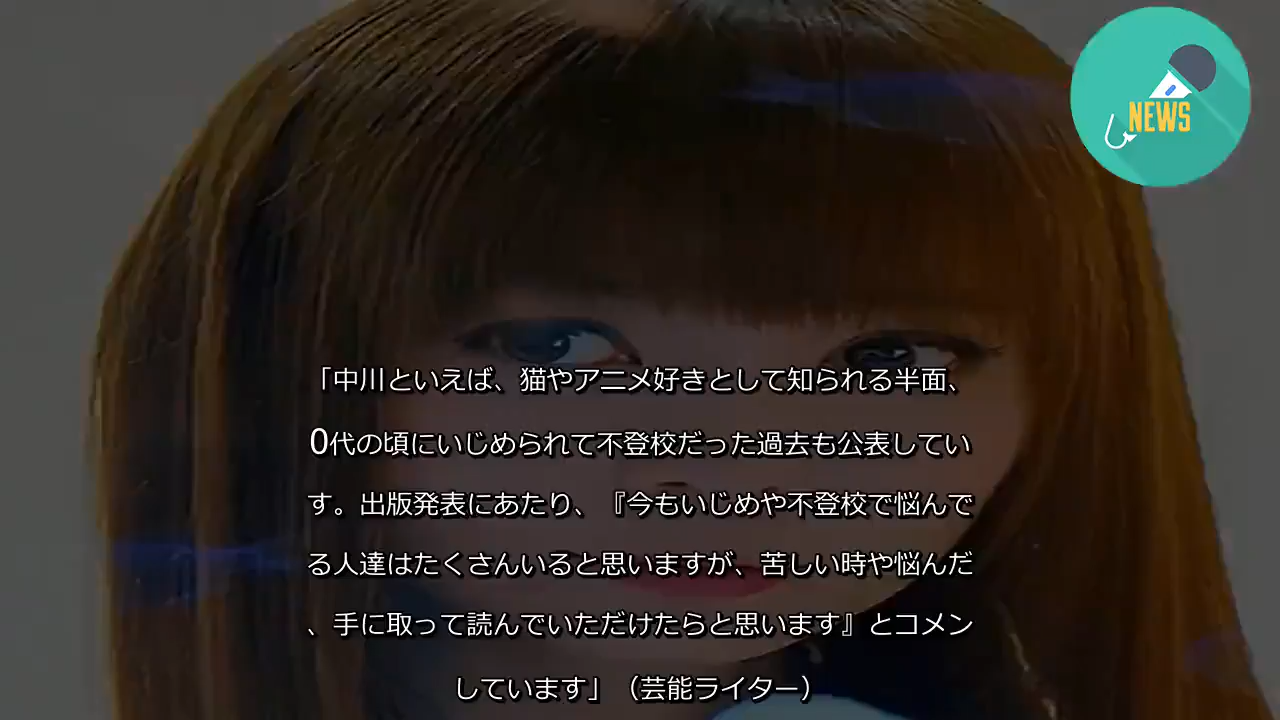 NEWS
「中川といえば、猫やアニメ好きとして知られる半面、
0代の頃にいじめられて不登校だった過去も公表してい
す。出版発表にあたり、『今もいじめや不登校で悩んで
る人達はたくさんいると思いますが、苦しい時や悩んだ
、手に取って読んでいただけたらと思います』とコメン
しています」（芸能ライター）